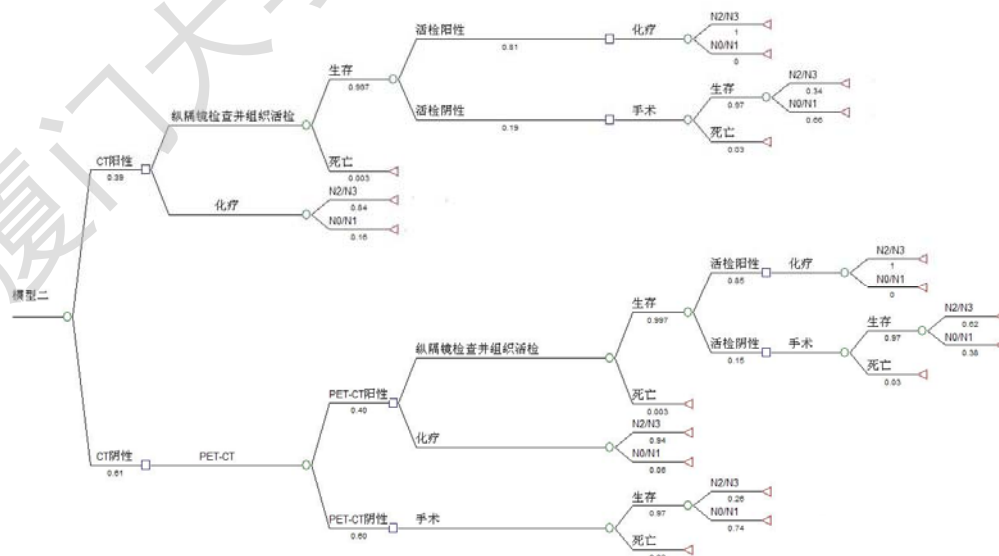 厦门大
模型二
CT阳性
0.39
纵隔镜检查并组织活检
生存
0.997
活检阳性
0.81
化疗
N2/N3
1
N0/N1
0
活检阴性
0.19
手术
生存
0.97
N2/N3
0.34
N0/N1
0.66
死亡
0.03
死亡
0.003
化疗
N2/N3
0.84
N0/N1
0.16
CT阴性
0.61
PET-CT
PET-CT阳性
0.40
纵隔镜检查并组织活检
生存
0.997
活检阳性
0.85
化疗
N2/N3
1
N0/N1
0
活检阴性
0.15
手术
生存
0.97
N2/N3
0.62
N0/N1
0.38
死亡
0.03
死亡
0.003
化疗
N2/N3
0.94
N0/N1
0.06
PET-CT阴性
0.60
手术
生存
0.97
N2/N3
0.26
N0/N1
0.74
死亡